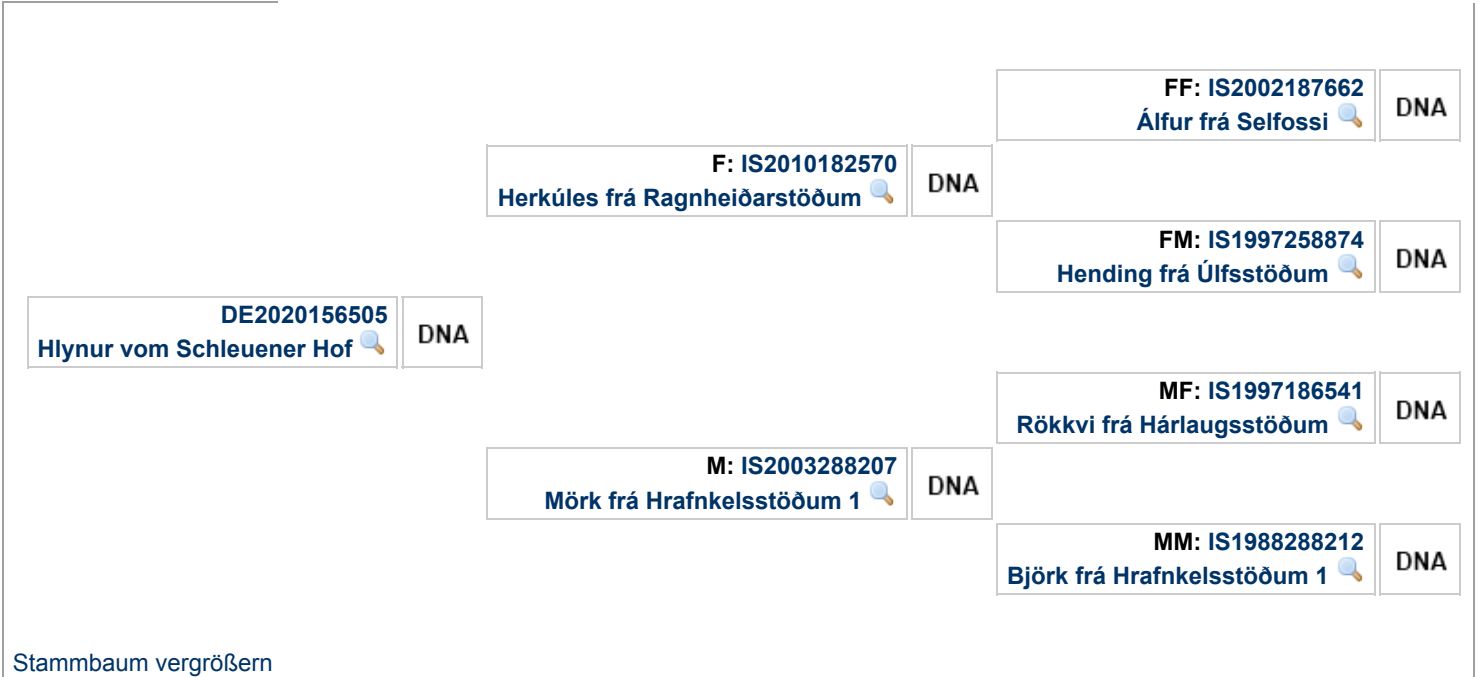 FF: IS2002187662
Álfur frá Selfossi
DNA
F: IS2010182570
Herkúles frá Ragnheiðarstöðum
DNA
FM: IS1997258874
Hending frá Úlfsstöðum
DNA
DE2020156505
Hlynur vom Schleuener Hof
DNA
MF: IS1997186541
Rökkvi frá Hárlaugsstöðum
DNA
M: IS2003288207
Mörk frá Hrafnkelsstöðum 1
DNA
MM: IS1988288212
Björk frá Hrafnkelsstöðum 1
DNA
Stammbaum vergrößern